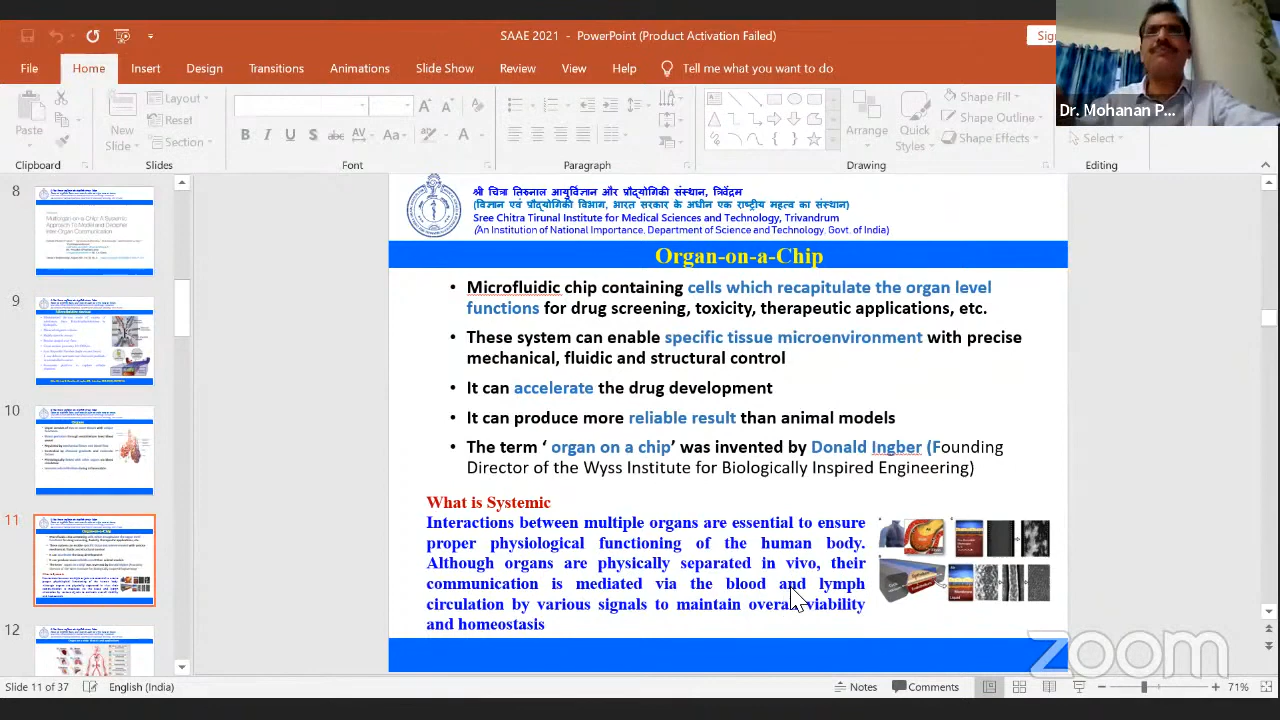 SAAE 2021 - PowerPoint (Product Activation Failed)
Sign
File Home Insert Design Transitions Animations Slide Show Review View Help Tell me what you want to do
Dr. Mohanan P...
Paste
New Slide
Layout
Reset
Section
B I U S AV Aa A
Arrange
Quick Styles
Shape Fill
Shape Outline
Shape Effects
Select
Clipboard Slides Font Paragraph Drawing Editing
8
9
10
Organs
11
Organ-on-a-Chip
12
श्री चित्रा तिरुनाल आयुर्विज्ञान और प्रौद्योगिकी संस्थान, त्रिवेंद्रम
(विज्ञान एवं प्रौद्योगिकी विभाग, भारत सरकार के अधीन एक राष्ट्रीय महत्व का संस्थान)
Sree Chitra Tirunal Institute for Medical Sciences and Technology, Trivandrum
(An Institution of National Importance, Department of Science and Technology, Govt. of India)
Organ-on-a-Chip
• Microfluidic chip containing cells which recapitulate the organ level
functions for drug screening, toxicity, therapeutic application, etc.
• These system can enable specific tissue microenvironment with precise
mechanical, fluidic and structural control
• It can accelerate the drug development
• It can produce more reliable result than animal models
• The term ‘ organ on a chip’ was invented by Donald Ingber (Founding
Director of the Wyss Institute for Biologically Inspired Engineering)
What is Systemic
Interactions between multiple organs are essential to ensure
proper physiological functioning of the human body.
Although organs are physically separated in vivo, their
communication is mediated via the blood and lymph
circulation by various signals to maintain overall viability
and homeostasis
zoom
Slide 11 of 37 English (India) Notes Comments 71%